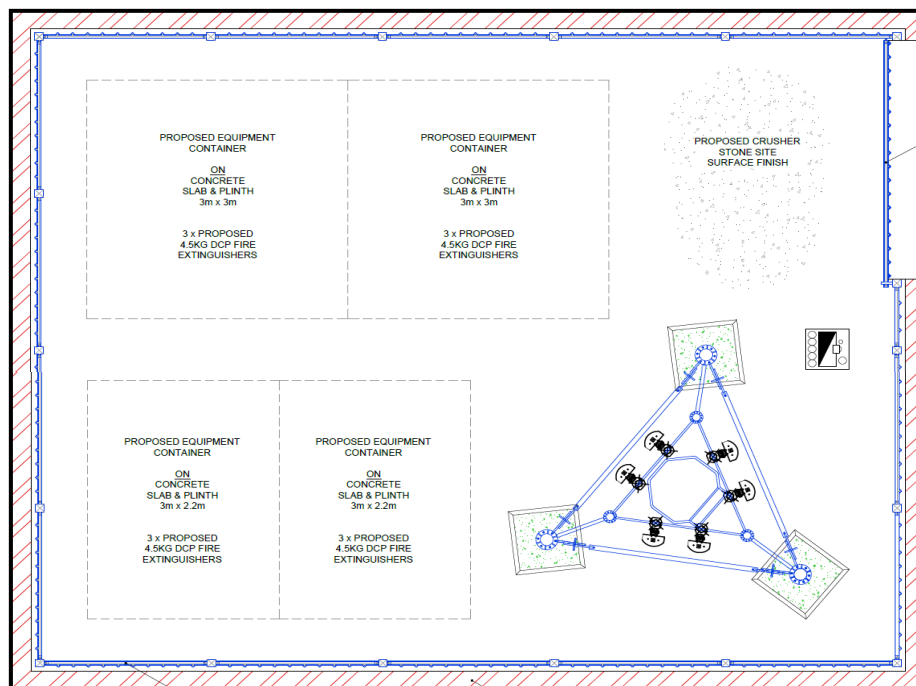 PROPOSED EQUIPMENT
CONTAINER
ON
CONCRETE
SLAB & PLINTH
3m x 3m
3 x PROPOSED
4.5KG DCP FIRE
EXTINGUISHERS
PROPOSED EQUIPMENT
CONTAINER
ON
CONCRETE
SLAB & PLINTH
3m x 3m
3 x PROPOSED
4.5KG DCP FIRE
EXTINGUISHERS
PROPOSED CRUSHER
STONE SITE
SURFACE FINISH
PROPOSED EQUIPMENT
CONTAINER
ON
CONCRETE
SLAB & PLINTH
3m x 2.2m
3 x PROPOSED
4.5KG DCP FIRE
EXTINGUISHERS
PROPOSED EQUIPMENT
CONTAINER
ON
CONCRETE
SLAB & PLINTH
3m x 2.2m
3 x PROPOSED
4.5KG DCP FIRE
EXTINGUISHERS